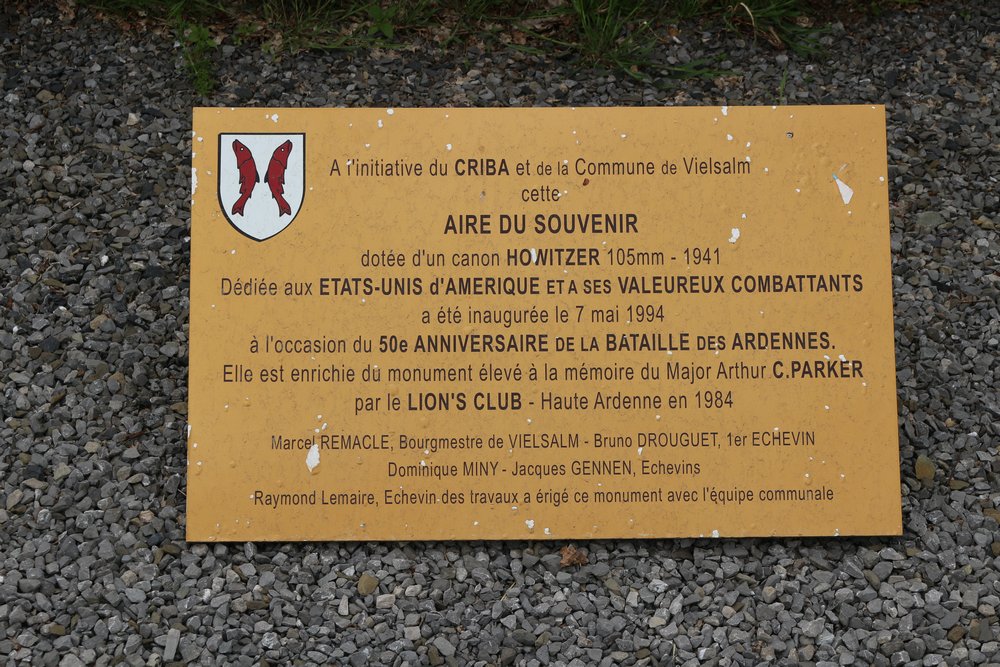 A l'initiative du CRIBA et de la Commune de Vielsalm
cette
AIRE DU SOUVENIR
dotée d'un canon HOWITZER 105mm - 1941
Dédiée aux ETATS-UNIS d'AMERIQUE ET A SES VALEUREUX COMBATTANTS
a été inaugurée le 7 mai 1994
à l'occasion du 50e ANNIVERSAIRE DE LA BATAILLE DES ARDENNES.
Elle est enrichie du monument élevé à la mémoire du Major Arthur C.PARKER
par le LION'S CLUB - Haute Ardenne en 1984
Marcel REMACLE, Bourgmestre de VIELSALM - Bruno DROUGUET, 1er ECHEVIN
Dominique MINY - Jacques GENNEN, Echevins
Raymond Lemaire, Echevin des travaux a érigé ce monument avec l'équipe communale